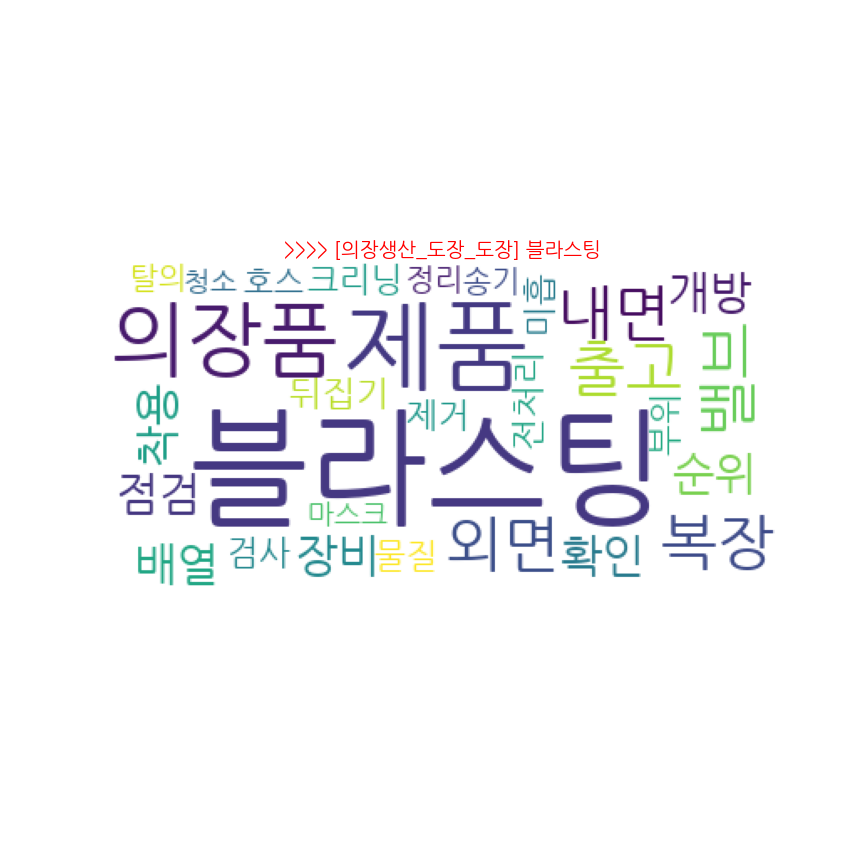 >>>> [의장생산_도장_도장] 블라스팅
탈의 청소 호스 크리닝 정리 송기 미흡 내면 개방
의장품 제품 출고 밸브
착용 뒤집기 제거 전처리 부위
블라스팅 순위
점검 마스크
배열 검사 장비 물질 외면 확인 복장